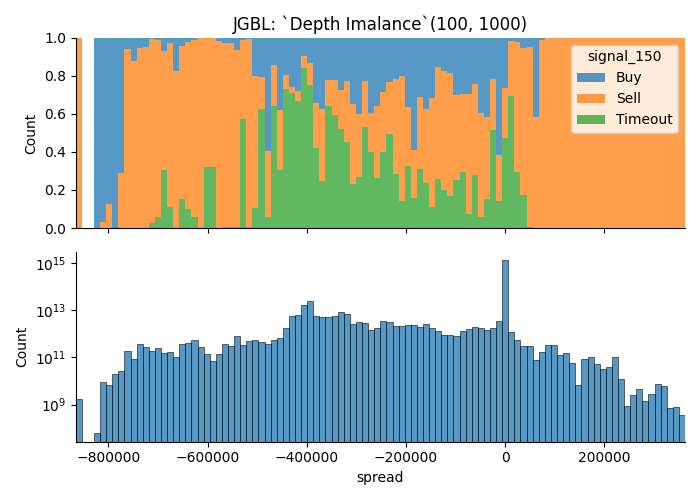 JGBL: `Depth Imalance`(100, 1000)
1.0
0.8
0.6
0.4
0.2
0.0
Count
signal_150
Buy
Sell
Timeout
10^15
10^13
10^11
10^9
Count
−800000
−600000
−400000
−200000
0
200000
spread